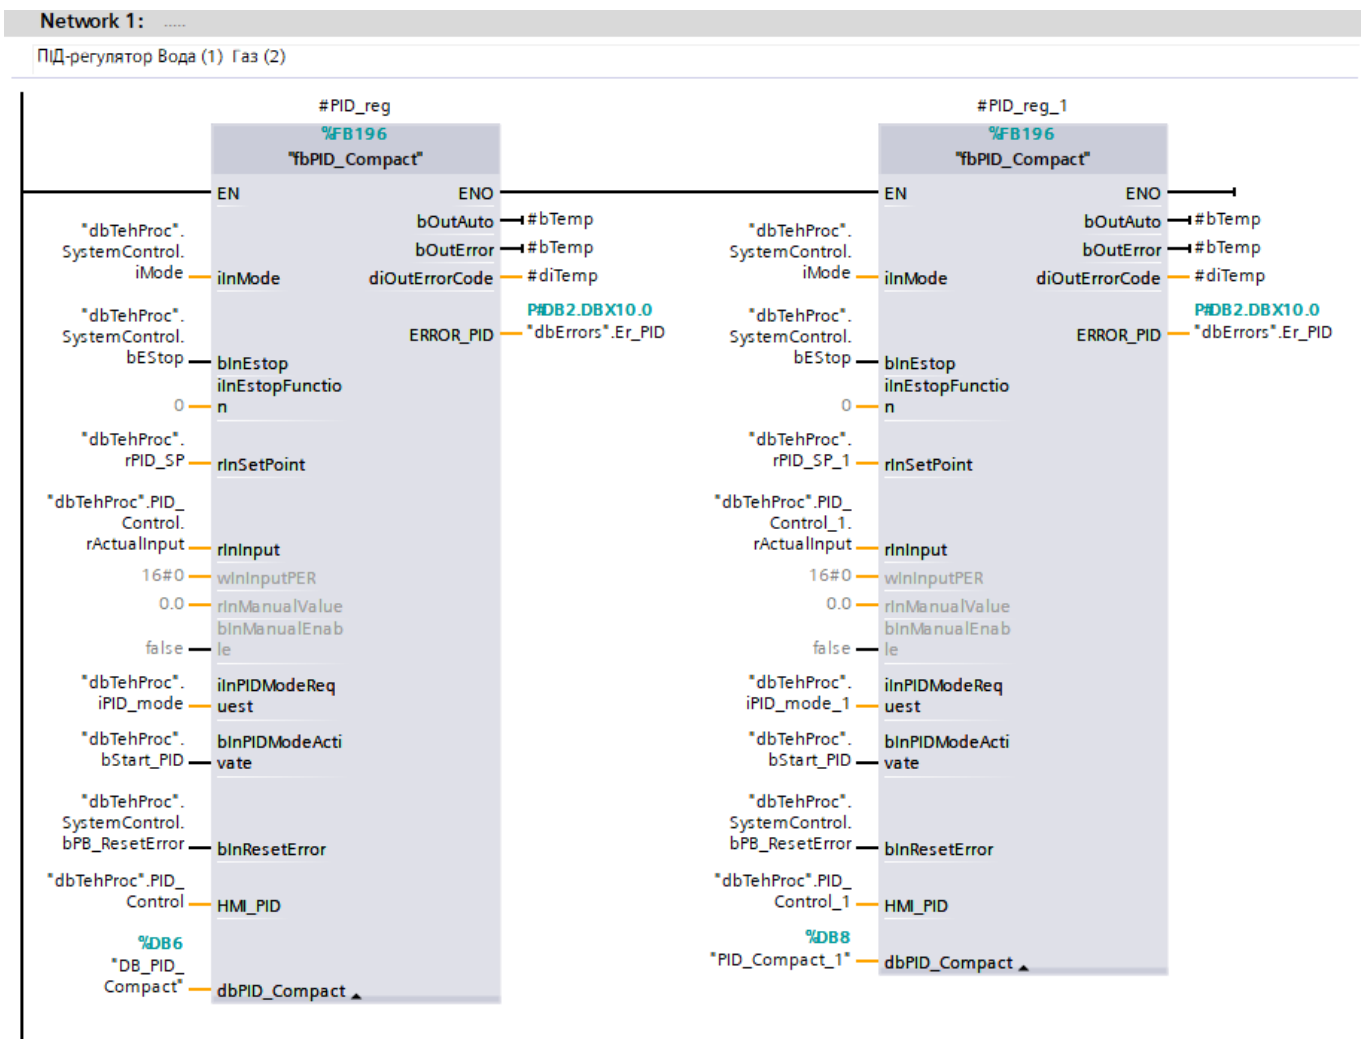 Network 1: .....
ПІД-регулятор Вода (1) Газ (2)
#PID_reg
%FB196
"fbPID_Compact"
EN
ENO
bOutAuto
#bTemp
bOutError
#bTemp
"dbTehProc".
SystemControl.
iMode
iInMode
diOutErrorCode
#diTemp
P#DB2.DBX10.0
ERROR_PID
"dbErrors".Er_PID
"dbTehProc".
SystemControl.
bEStop
bInEstop
iInEstopFunctio
0
n
"dbTehProc".
rPID_SP
rInSetPoint
"dbTehProc".PID_
Control.
rActualInput
rInInput
16#0
wInInputPER
0.0
rInManualValue
bInManualEnab
false
le
"dbTehProc".
iPID_mode
iInPIDModeReq
uest
"dbTehProc".
bStart_PID
bInPIDModeActi
vate
"dbTehProc".
SystemControl.
bPB_ResetError
bInResetError
"dbTehProc".PID_
Control
HMI_PID
%DB6
"DB_PID_
Compact"
dbPID_Compact
#PID_reg_1
%FB196
"fbPID_Compact"
EN
ENO
bOutAuto
#bTemp
bOutError
#bTemp
"dbTehProc".
SystemControl.
iMode
iInMode
diOutErrorCode
#diTemp
P#DB2.DBX10.0
ERROR_PID
"dbErrors".Er_PID
"dbTehProc".
SystemControl.
bEStop
bInEstop
iInEstopFunctio
0
n
"dbTehProc".
rPID_SP_1
rInSetPoint
"dbTehProc".PID_
Control_1.
rActualInput
rInInput
16#0
wInInputPER
0.0
rInManualValue
bInManualEnab
false
le
"dbTehProc".
iPID_mode_1
iInPIDModeReq
uest
"dbTehProc".
bStart_PID
bInPIDModeActi
vate
"dbTehProc".
SystemControl.
bPB_ResetError
bInResetError
"dbTehProc".PID_
Control_1
HMI_PID
%DB8
"PID_Compact_1"
dbPID_Compact